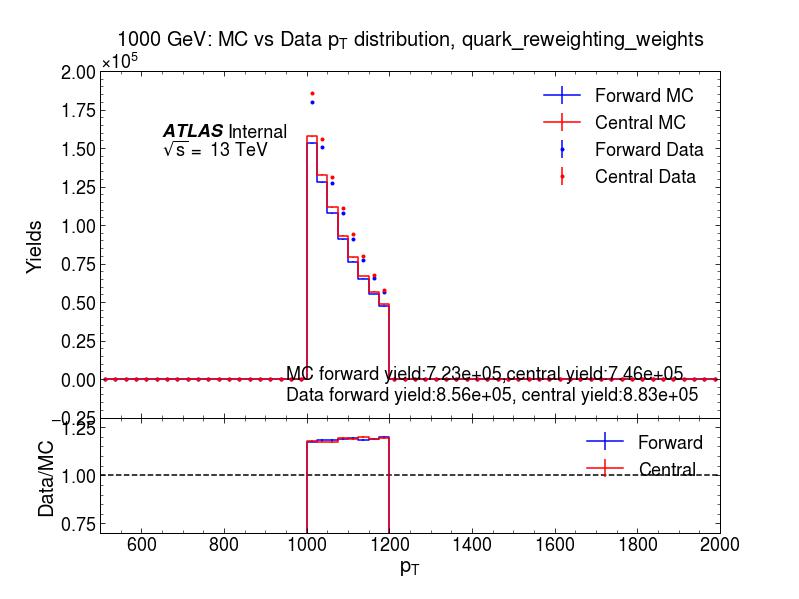 1000 GeV: MC vs Data pT distribution, quark_reweighting_weights
×10⁵
2.00
1.75
1.50
1.25
1.00
0.75
0.50
0.25
0.00
−0.25
Yields
ATLAS Internal
√s = 13 TeV
Forward MC
Central MC
Forward Data
Central Data
MC forward yield:7.23e+05,central yield:7.46e+05
Data forward yield:8.56e+05, central yield:8.83e+05
1.25
1.00
0.75
Data/MC
Forward
Central
600 800 1000 1200 1400 1600 1800 2000
pT